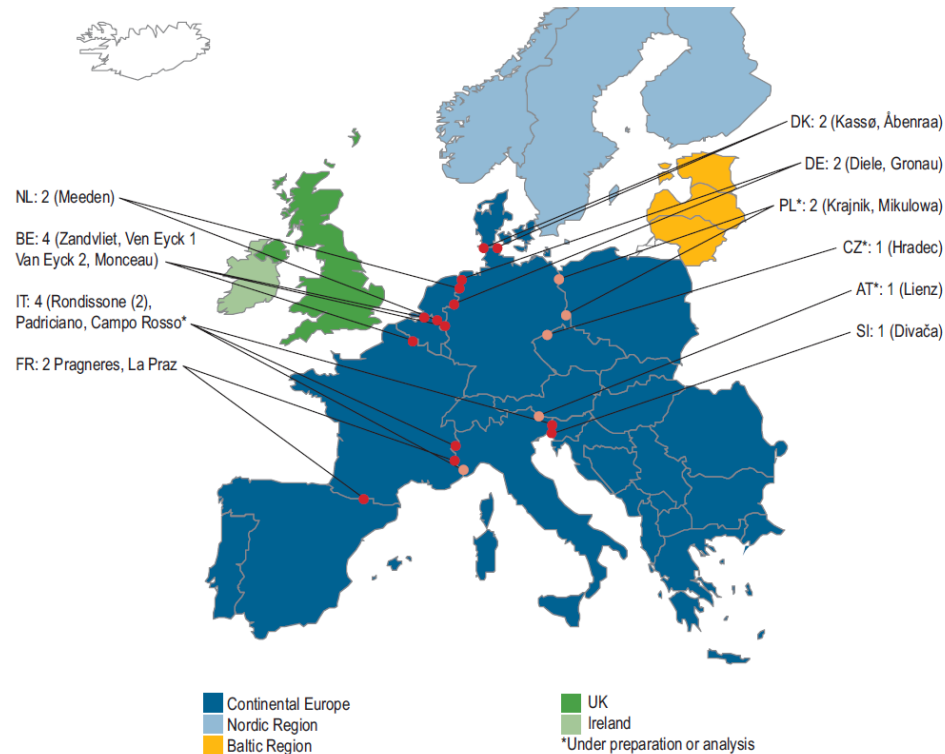 NL: 2 (Meeden)
BE: 4 (Zandvliet, Ven Eyck 1
Van Eyck 2, Monceau)
IT: 4 (Rondissone (2),
Padriciano, Campo Rosso*
FR: 2 Pragneres, La Praz
DK: 2 (Kassø, Åbenraa)
DE: 2 (Diele, Gronau)
PL*: 2 (Krajnik, Mikulowa)
CZ*: 1 (Hradec)
AT*: 1 (Lienz)
SI: 1 (Divača)
Continental Europe
Nordic Region
Baltic Region
UK
Ireland
*Under preparation or analysis